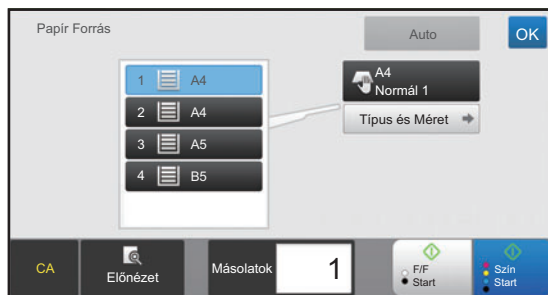 Papír Forrás
Auto
OK
1 A4
2 A4
3 A5
4 B5
A4
Normál 1
Típus és Méret
CA
Előnézet
Másolatok
1
F/F
Start
Szín
Start